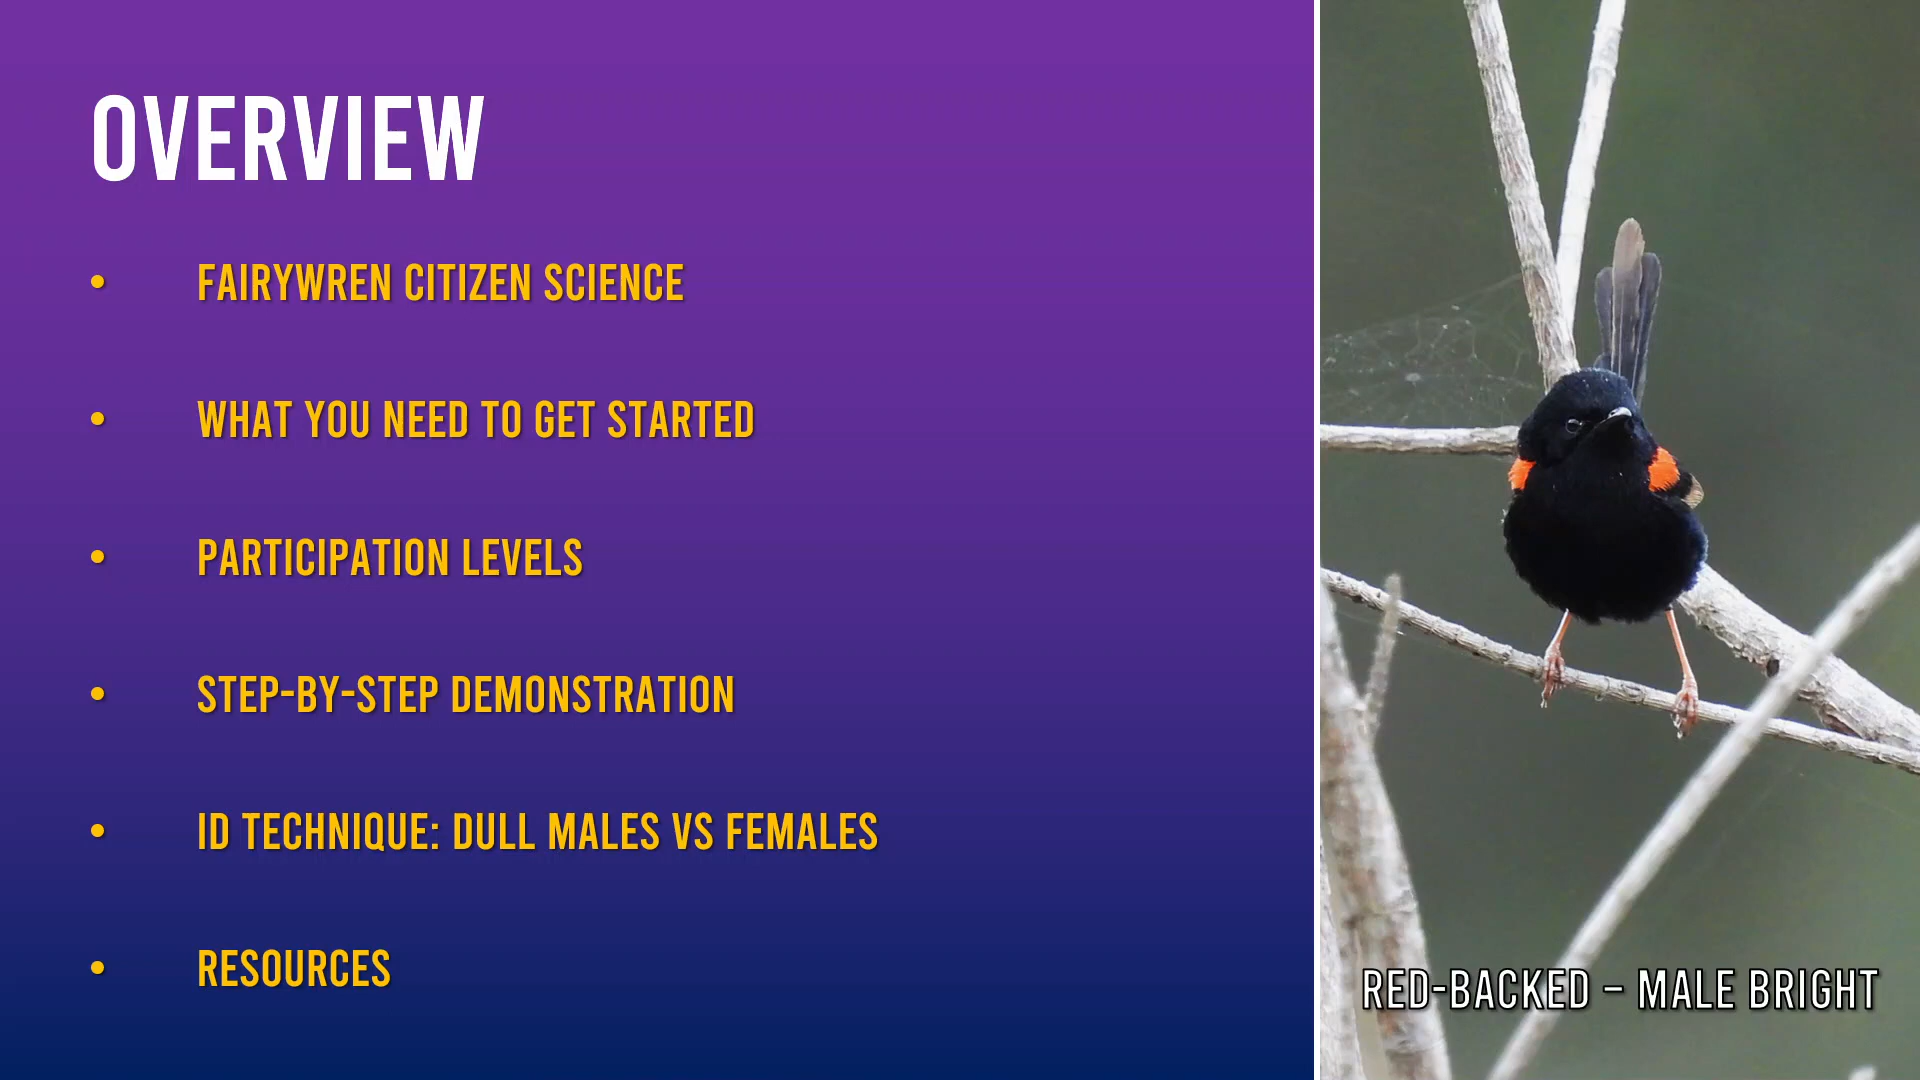 OVERVIEW
• FAIRYWREN CITIZEN SCIENCE
• WHAT YOU NEED TO GET STARTED
• PARTICIPATION LEVELS
• STEP-BY-STEP DEMONSTRATION
• ID TECHNIQUE: DULL MALES VS FEMALES
• RESOURCES
RED-BACKED – MALE BRIGHT